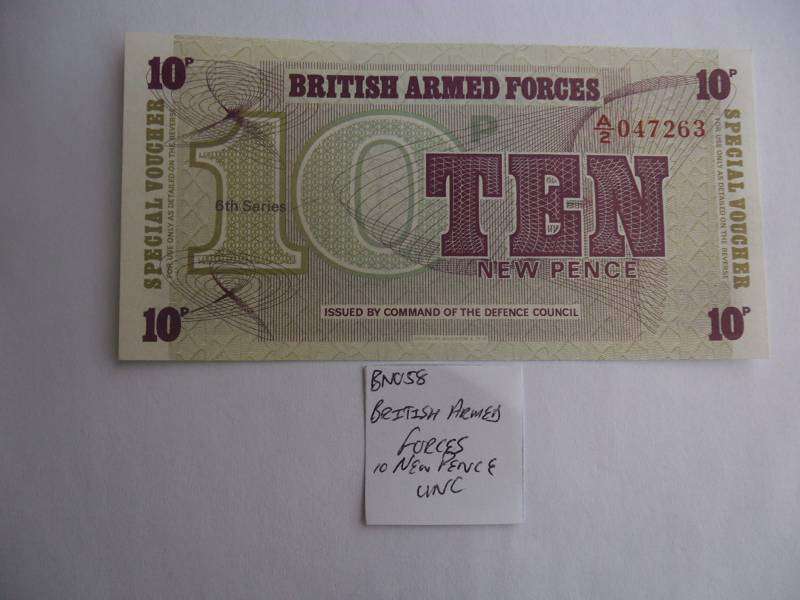 10P
BRITISH ARMED FORCES
10P
A/2 047263
SPECIAL VOUCHER
FOR USE ONLY AS DETAILED ON THE REVERSE
10P
6th Series
TEN
NEW PENCE
SPECIAL VOUCHER
FOR USE ONLY AS DETAILED ON THE REVERSE
ISSUED BY COMMAND OF THE DEFENCE COUNCIL
10P
10P
BN058
BRITISH ARMED
FORCES
10 NEW PENCE
UNC